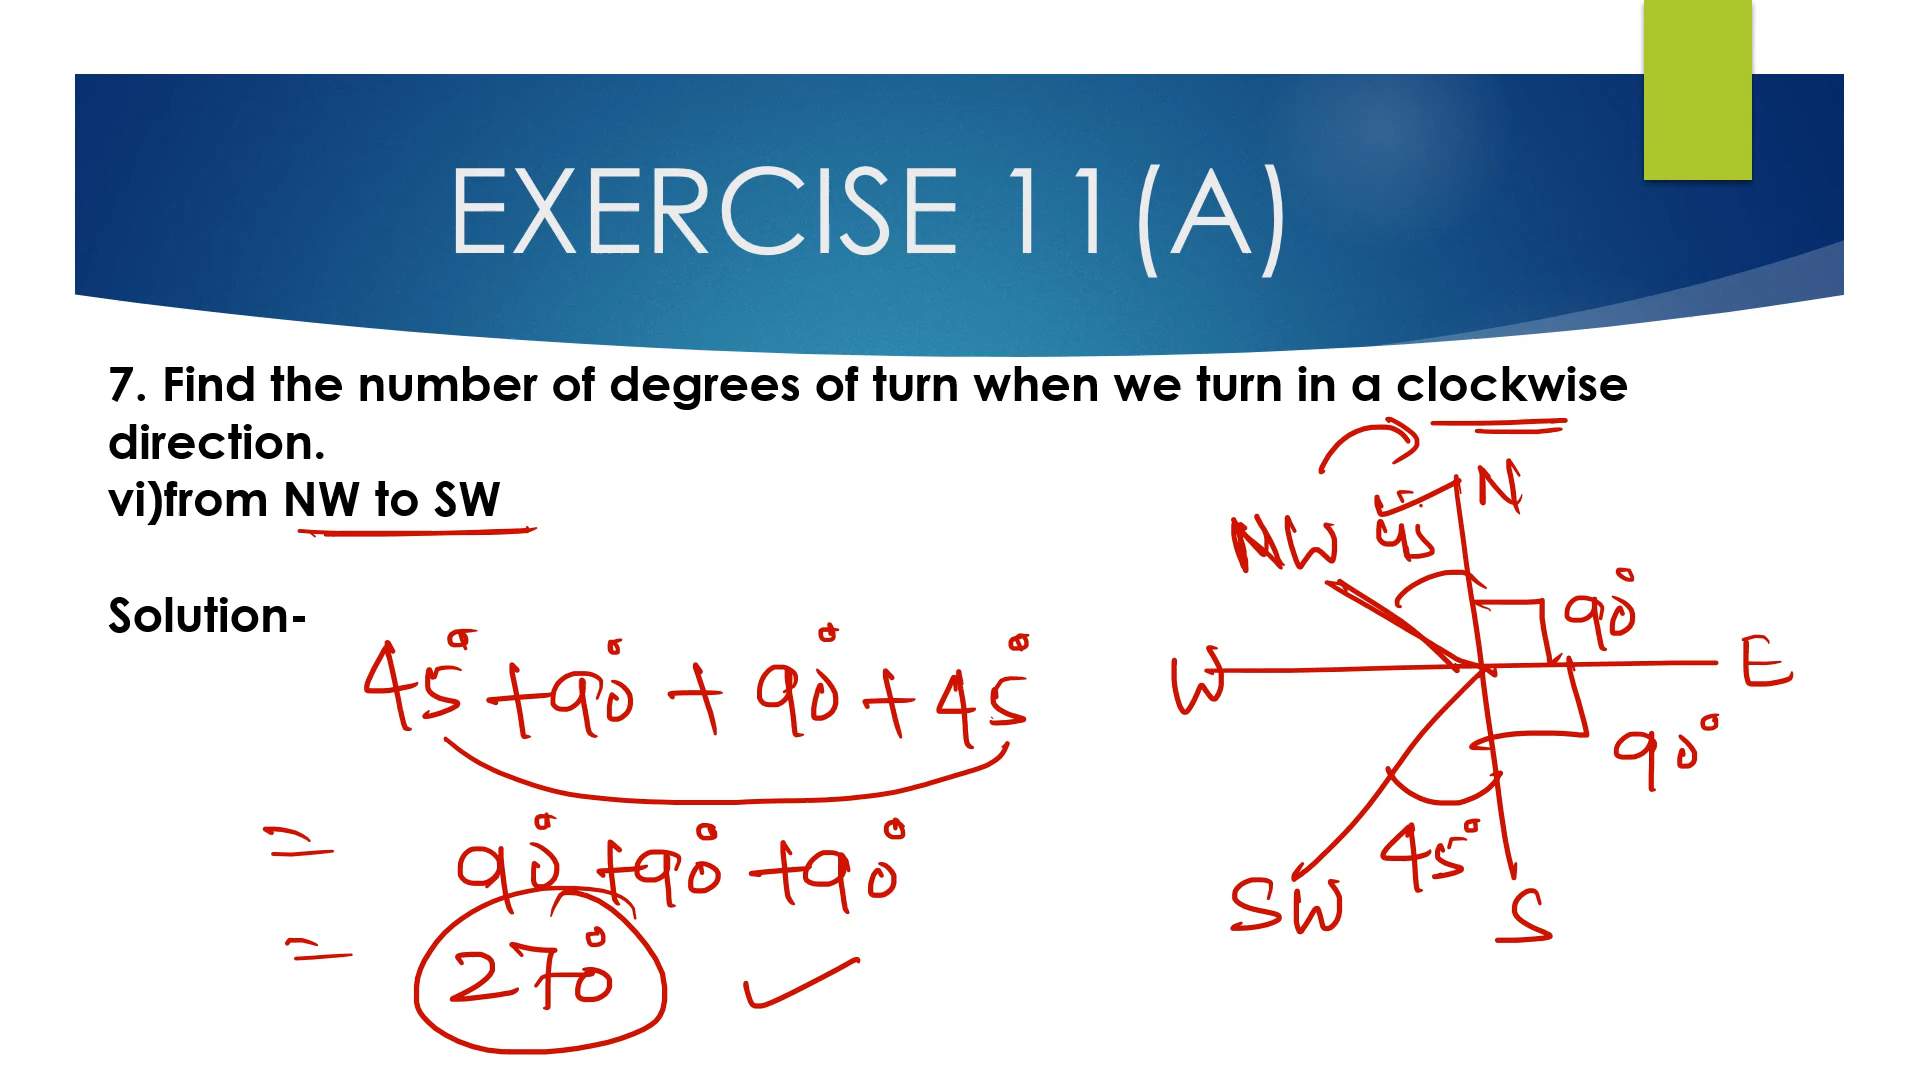 EXERCISE 11(A)
7. Find the number of degrees of turn when we turn in a clockwise
direction.
vi)from NW to SW
Solution-
45° + 90° + 90° + 45°
= 90° + 90° + 90°
= 270°
N
NW 45
90°
W E
90°
45°
SW S